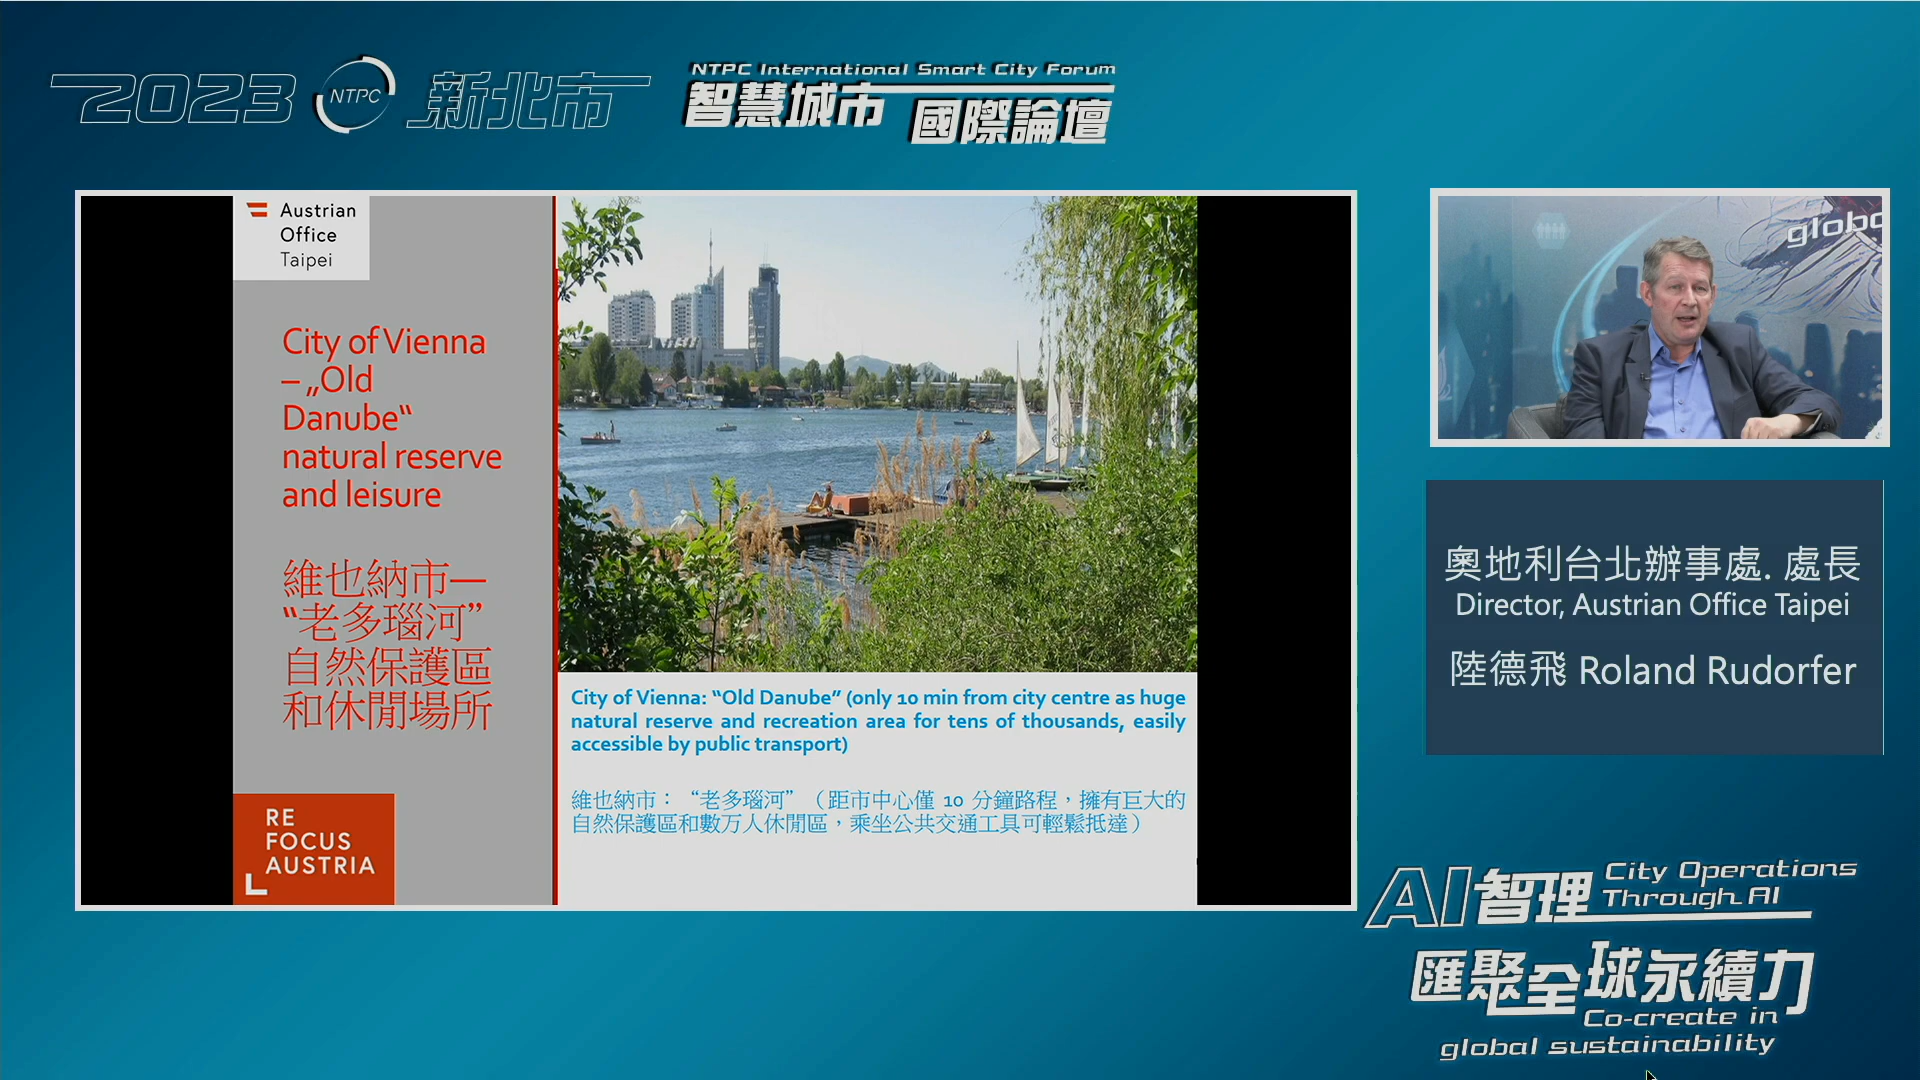 2023 NTPC 新北市
NTPC International Smart City Forum
智慧城市
國際論壇
Austrian
Office
Taipei
City of Vienna
– „Old
Danube“
natural reserve
and leisure
維也納市—
“老多瑙河”
自然保護區
和休閒場所
RE
FOCUS
AUSTRIA
City of Vienna: “Old Danube” (only 10 min from city centre as huge
natural reserve and recreation area for tens of thousands, easily
accessible by public transport)
維也納市：“老多瑙河”（距市中心僅 10 分鐘路程，擁有巨大的
自然保護區和數万人休閒區，乘坐公共交通工具可輕鬆抵達）
奧地利台北辦事處. 處長
Director, Austrian Office Taipei
陸德飛 Roland Rudorfer
AI智理
City Operations
Through AI
匯聚全球永續力
Co-create in
global sustainability